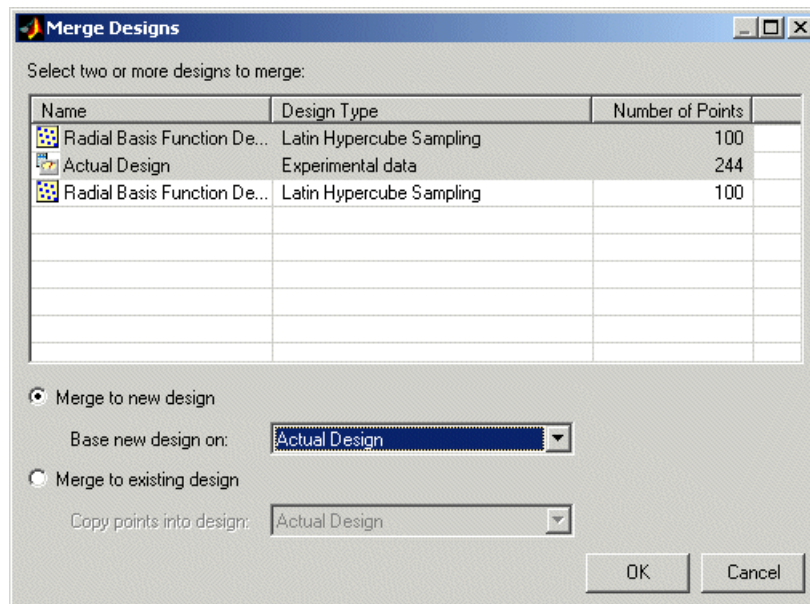 Merge Designs
Select two or more designs to merge:
Name Design Type Number of Points
Radial Basis Function De... Latin Hypercube Sampling 100
Actual Design Experimental data 244
Radial Basis Function De... Latin Hypercube Sampling 100
Merge to new design
Base new design on: Actual Design
Merge to existing design
Copy points into design: Actual Design
OK Cancel